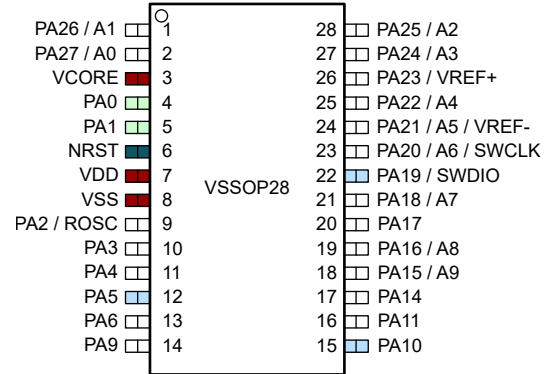 PA26 / A1 1 28 PA25 / A2
PA27 / A0 2 27 PA24 / A3
VCORE 3 26 PA23 / VREF+
PA0 4 25 PA22 / A4
PA1 5 24 PA21 / A5 / VREF-
NRST 6 23 PA20 / A6 / SWCLK
VDD 7 22 PA19 / SWDIO
VSSOP28
VSS 8 21 PA18 / A7
PA2 / ROSC 9 20 PA17
PA3 10 19 PA16 / A8
PA4 11 18 PA15 / A9
PA5 12 17 PA14
PA6 13 16 PA11
PA9 14 15 PA10